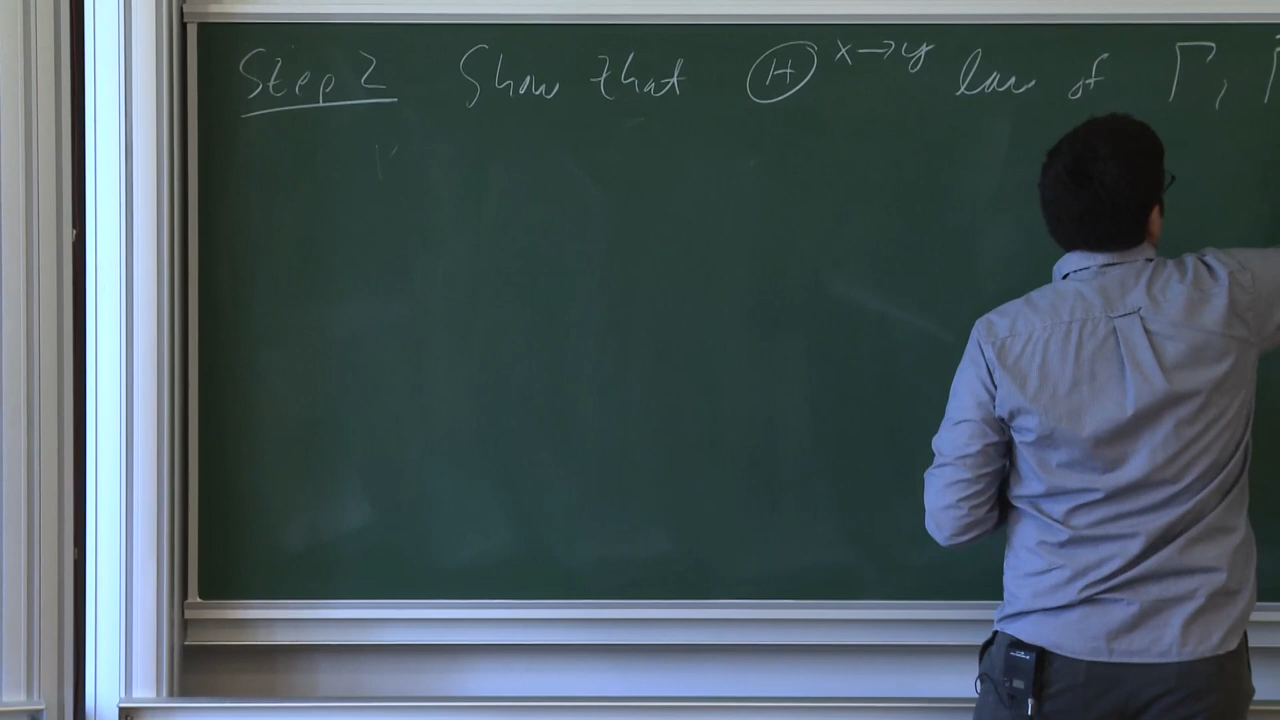 Step 2 Show that Ⓗ^{x→y} law of Γ,